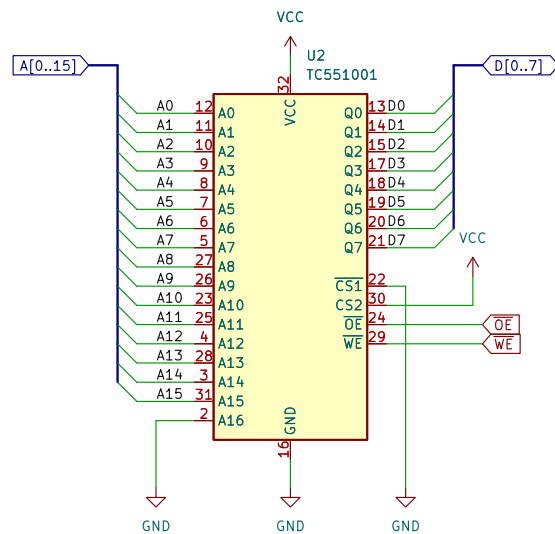 VCC
U2
TC551001
A[0..15]
D[0..7]
32
VCC
A0 12 A0 Q0 13 D0
A1 11 A1 Q1 14 D1
A2 10 A2 Q2 15 D2
A3 9 A3 Q3 17 D3
A4 8 A4 Q4 18 D4
A5 7 A5 Q5 19 D5
A6 6 A6 Q6 20 D6
A7 5 A7 Q7 21 D7
VCC
A8 27 A8
A9 26 A9 CS1 22
A10 23 A10 CS2 30
A11 25 A11 OE 24 OE
A12 4 A12 WE 29 WE
A13 28 A13
A14 3 A14
A15 31 A15
2 A16
GND
16
GND GND GND